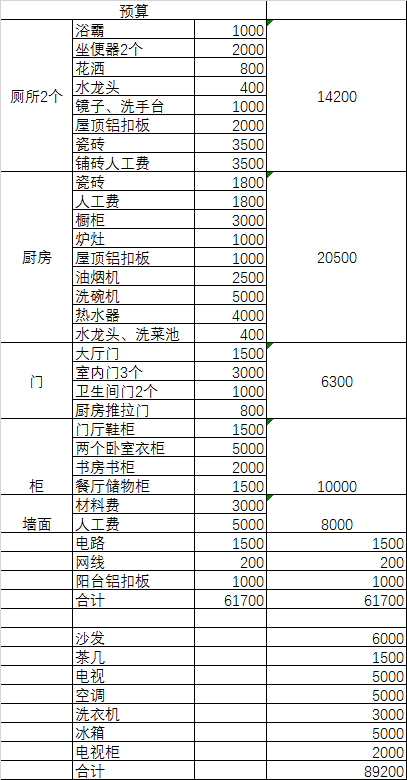 预算
厕所2个 浴霸 1000 14200
坐便器2个 2000
花洒 800
水龙头 400
镜子、洗手台 1000
屋顶铝扣板 2000
瓷砖 3500
铺砖人工费 3500
厨房 瓷砖 1800 20500
人工费 1800
橱柜 3000
炉灶 1000
屋顶铝扣板 1000
油烟机 2500
洗碗机 5000
热水器 4000
水龙头、洗菜池 400
门 大厅门 1500 6300
室内门3个 3000
卫生间门2个 1000
厨房推拉门 800
柜 门厅鞋柜 1500 10000
两个卧室衣柜 5000
书房书柜 2000
餐厅储物柜 1500
墙面 材料费 3000 8000
人工费 5000
电路 1500 1500
网线 200 200
阳台铝扣板 1000 1000
合计 61700 61700
沙发 6000
茶几 1500
电视 5000
空调 5000
洗衣机 3000
冰箱 5000
电视柜 2000
合计 89200